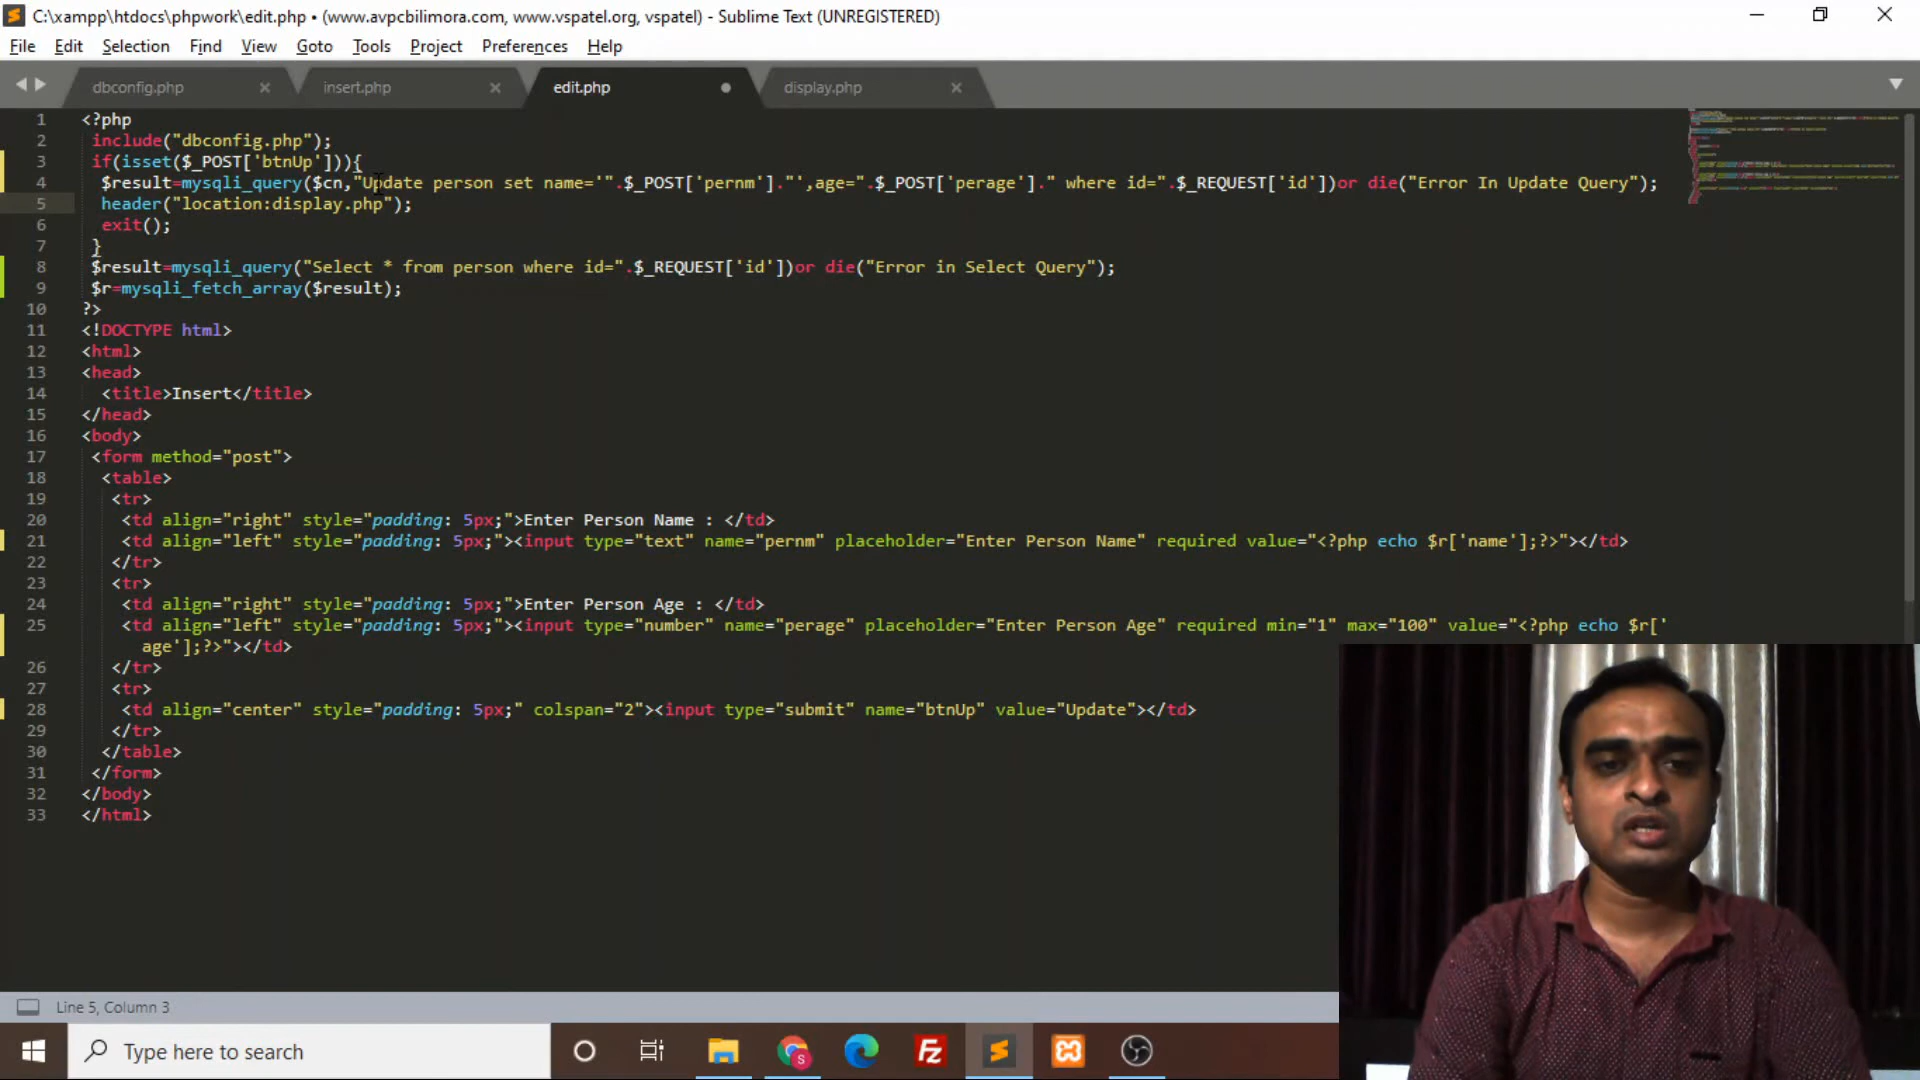 C:\xampp\htdocs\phpwork\edit.php • (www.avpcbilimora.com, www.vspatel.org, vspatel) - Sublime Text (UNREGISTERED)
File Edit Selection Find View Goto Tools Project Preferences Help
dbconfig.php insert.php edit.php display.php
1 <?php
2 include("dbconfig.php");
3 if(isset($_POST['btnUp'])){
4 $result=mysqli_query($cn,"Update person set name='".$_POST['pernm']."',age=".$_POST['perage']." where id=".$_REQUEST['id'])or die("Error In Update Query");
5 header("location:display.php");
6 exit();
7 }
8 $result=mysqli_query("Select * from person where id=".$_REQUEST['id'])or die("Error in Select Query");
9 $r=mysqli_fetch_array($result);
10 ?>
11 <!DOCTYPE html>
12 <html>
13 <head>
14 <title>Insert</title>
15 </head>
16 <body>
17 <form method="post">
18 <table>
19 <tr>
20 <td align="right" style="padding: 5px;">Enter Person Name : </td>
21 <td align="left" style="padding: 5px;"><input type="text" name="pernm" placeholder="Enter Person Name" required value="<?php echo $r['name'];?>"></td>
22 </tr>
23 <tr>
24 <td align="right" style="padding: 5px;">Enter Person Age : </td>
25 <td align="left" style="padding: 5px;"><input type="number" name="perage" placeholder="Enter Person Age" required min="1" max="100" value="<?php echo $r['
age'];?>"></td>
26 </tr>
27 <tr>
28 <td align="center" style="padding: 5px;" colspan="2"><input type="submit" name="btnUp" value="Update"></td>
29 </tr>
30 </table>
31 </form>
32 </body>
33 </html>
Line 5, Column 3
Type here to search